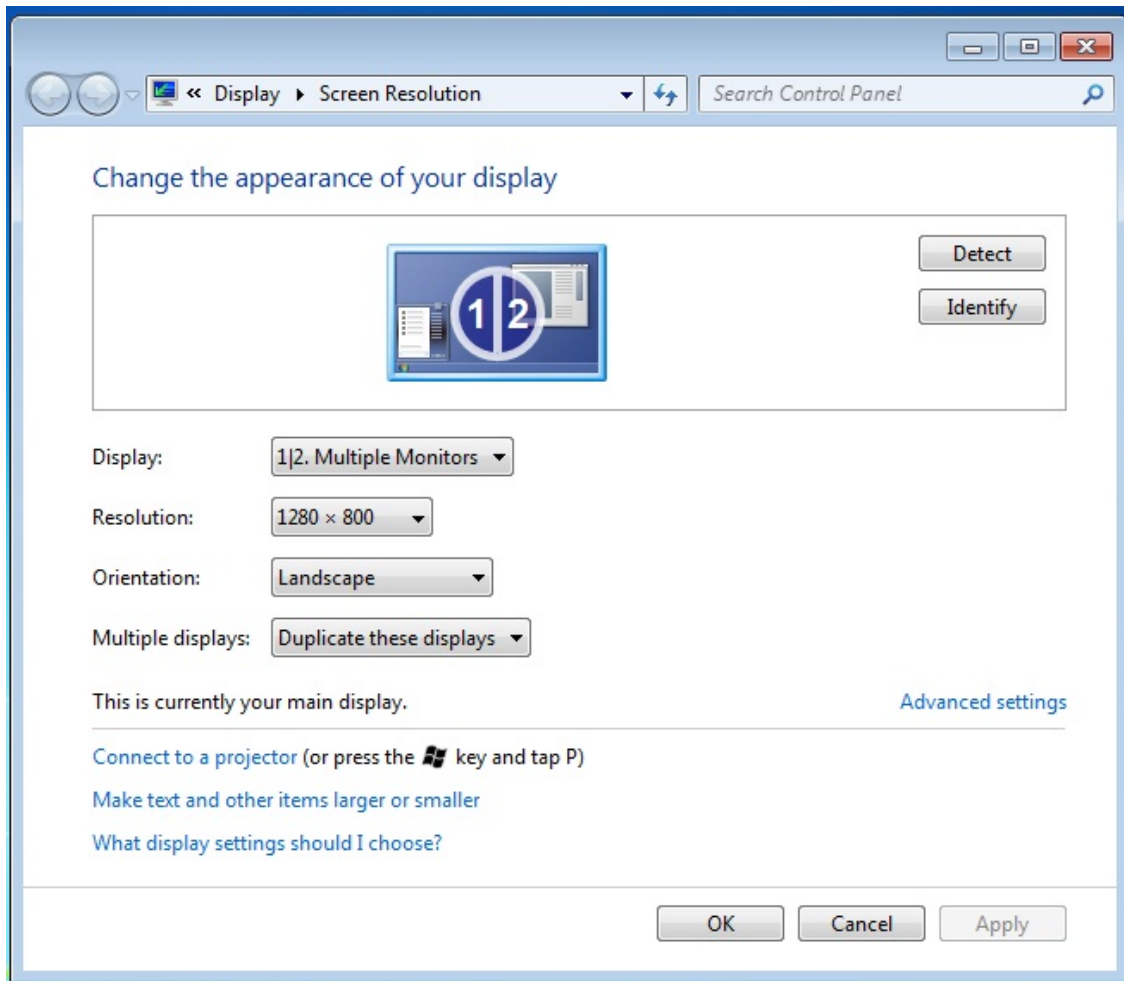 « Display ▸ Screen Resolution
Search Control Panel
Change the appearance of your display
1|2
Detect
Identify
Display: 1|2. Multiple Monitors
Resolution: 1280 × 800
Orientation: Landscape
Multiple displays: Duplicate these displays
This is currently your main display. Advanced settings
Connect to a projector (or press the key and tap P)
Make text and other items larger or smaller
What display settings should I choose?
OK Cancel Apply